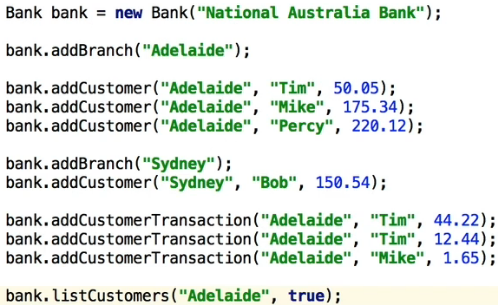 Bank bank = new Bank("National Australia Bank");
bank.addBranch("Adelaide");
bank.addCustomer("Adelaide", "Tim", 50.05);
bank.addCustomer("Adelaide", "Mike", 175.34);
bank.addCustomer("Adelaide", "Percy", 220.12);
bank.addBranch("Sydney");
bank.addCustomer("Sydney", "Bob", 150.54);
bank.addCustomerTransaction("Adelaide", "Tim", 44.22);
bank.addCustomerTransaction("Adelaide", "Tim", 12.44);
bank.addCustomerTransaction("Adelaide", "Mike", 1.65);
bank.listCustomers("Adelaide", true);